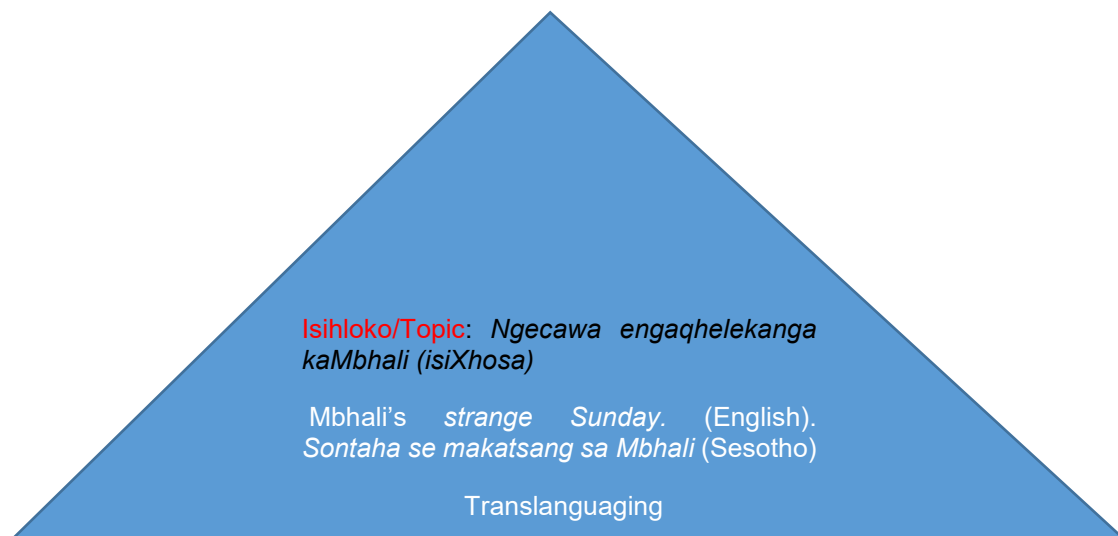 Isihloko/Topic: Ngecawa engaqhelekanga
kaMbhali (isiXhosa)
Mbhali’s strange Sunday. (English).
Sontaha se makatsang sa Mbhali (Sesotho)
Translanguaging